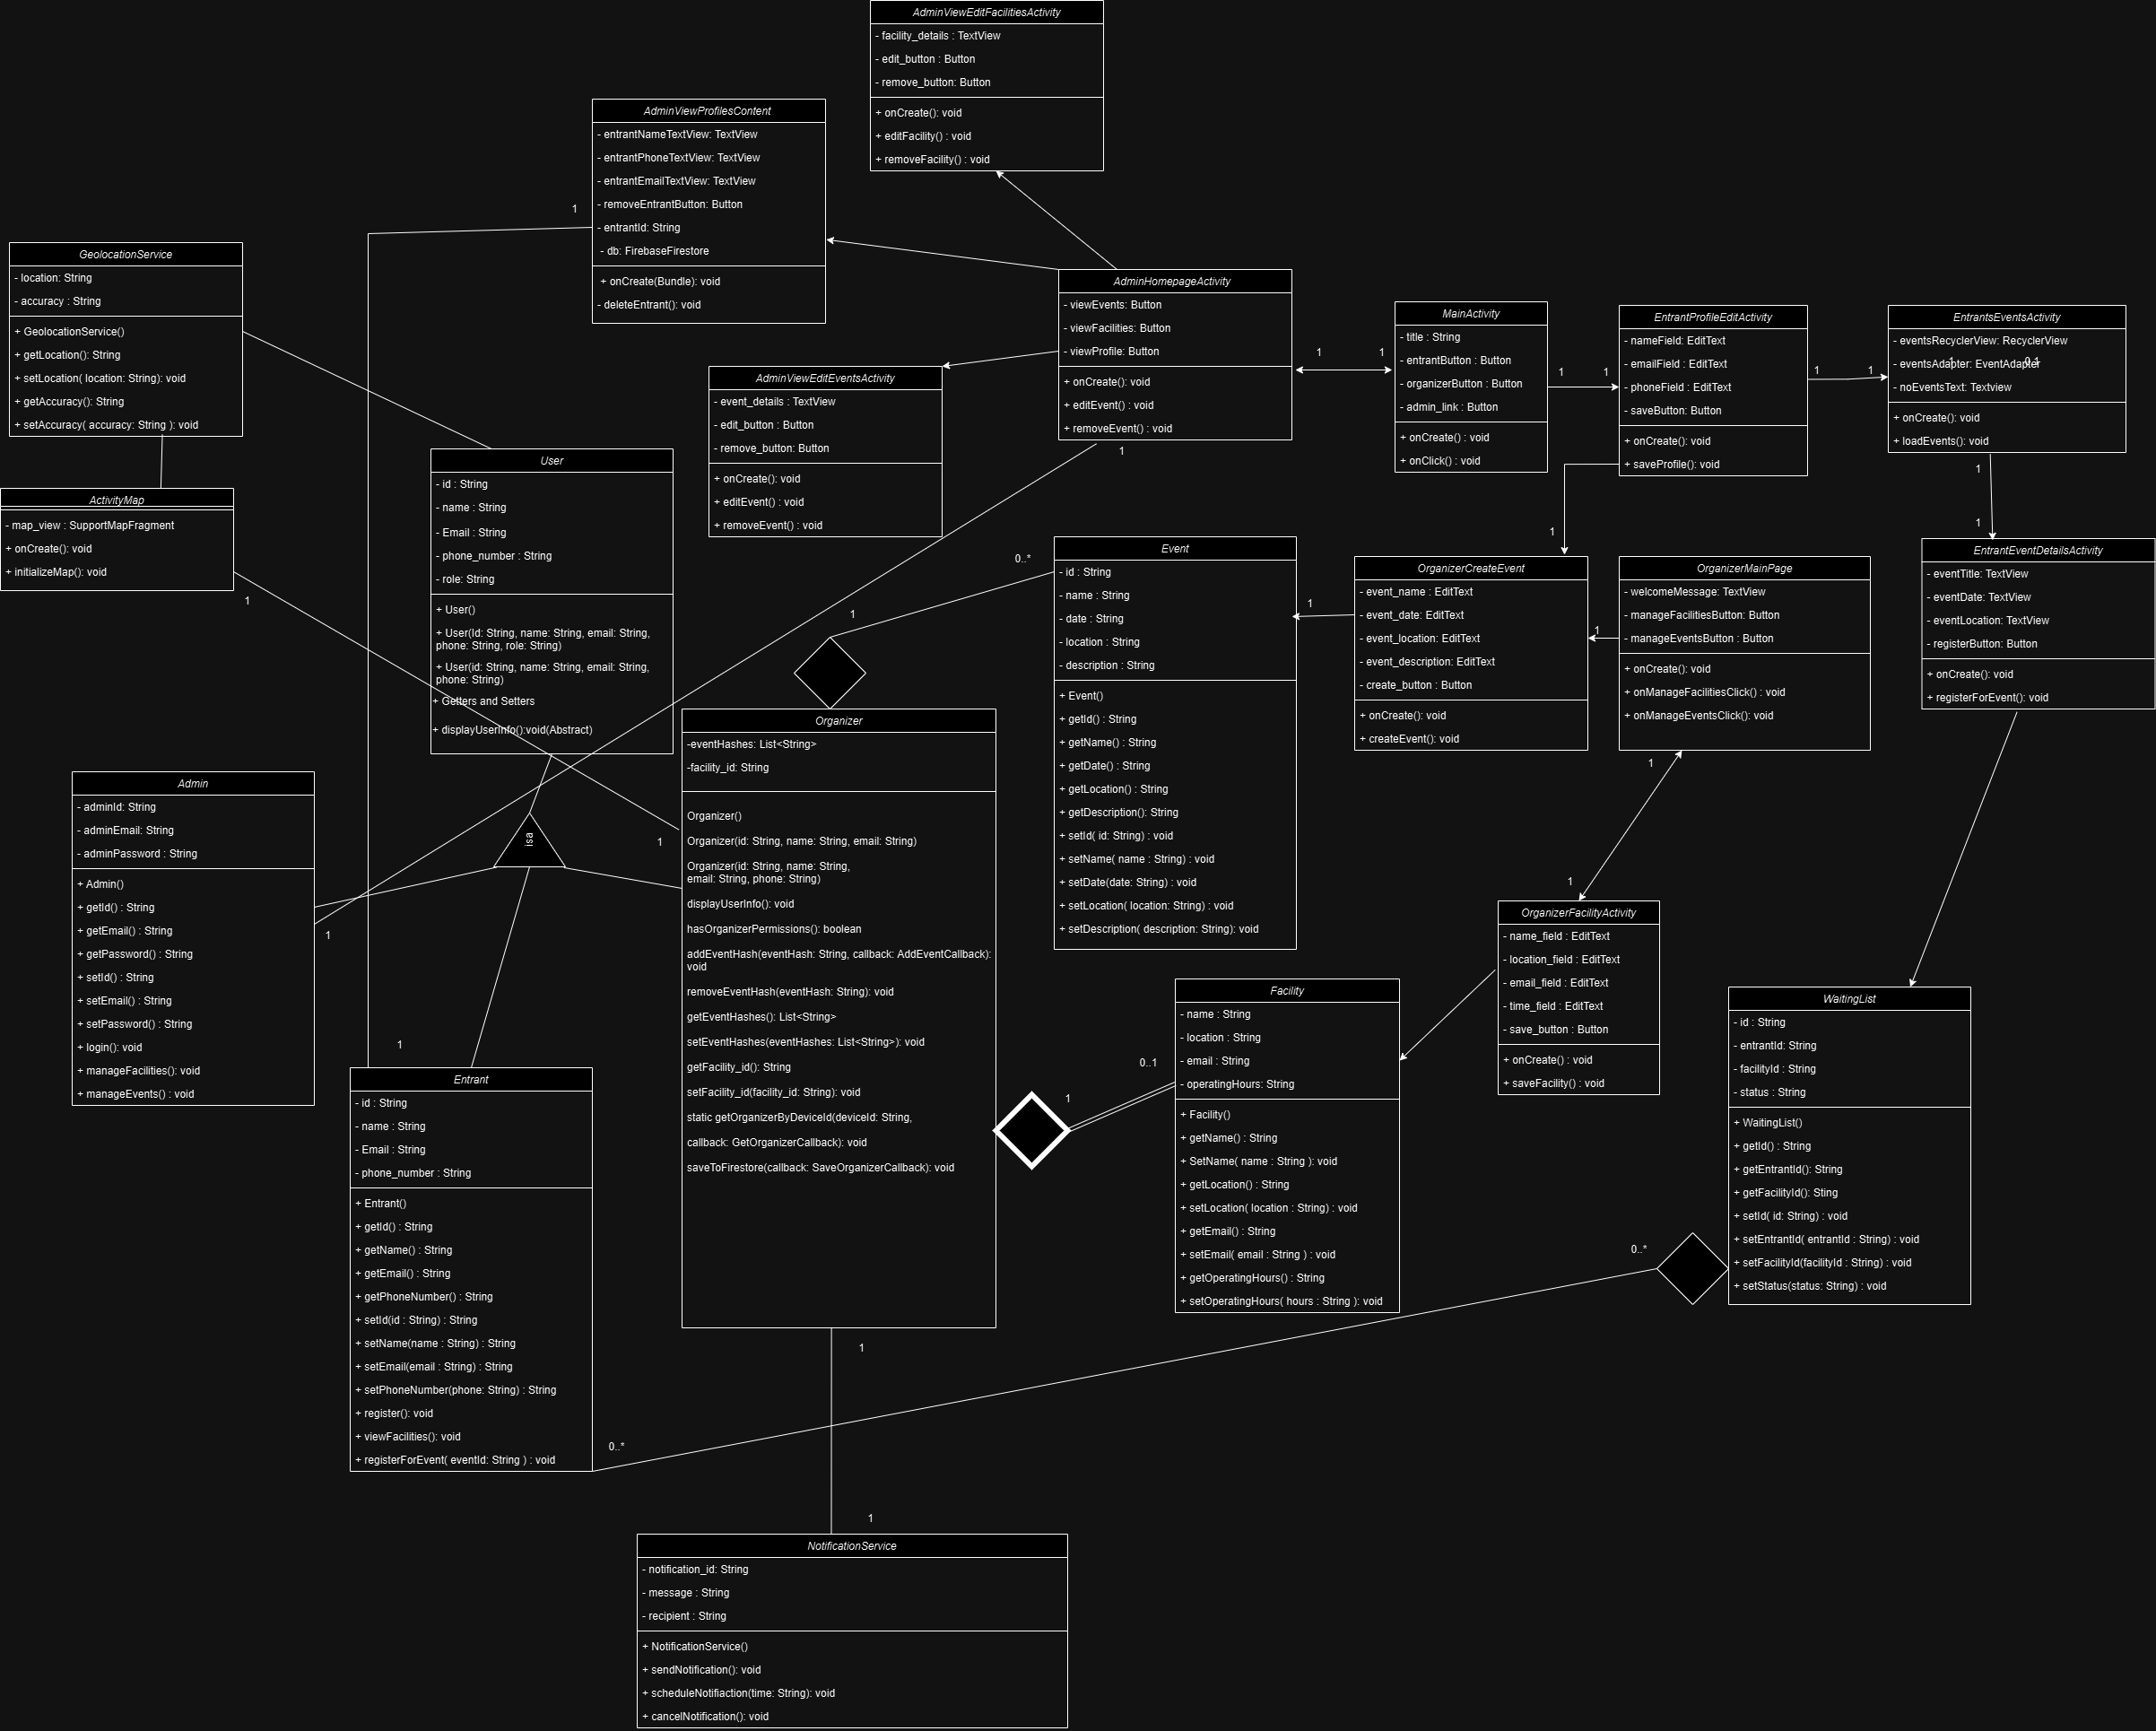 AdminViewEditFacilitiesActivity
- facility_details : TextView
- edit_button : Button
- remove_button: Button
+ onCreate(): void
+ editFacility() : void
+ removeFacility() : void
AdminViewProfilesContent
- entrantNameTextView: TextView
- entrantPhoneTextView: TextView
- entrantEmailTextView: TextView
- removeEntrantButton: Button
- entrantId: String
- db: FirebaseFirestore
+ onCreate(Bundle): void
- deleteEntrant(): void
1
GeolocationService
- location: String
- accuracy : String
+ GeolocationService()
+ getLocation(): String
+ setLocation( location: String): void
+ getAccuracy(): String
+ setAccuracy( accuracy: String ): void
ActivityMap
- map_view : SupportMapFragment
+ onCreate(): void
+ initializeMap(): void
1
AdminHomepageActivity
- viewEvents: Button
- viewFacilities: Button
- viewProfile: Button
+ onCreate(): void
+ editEvent() : void
+ removeEvent() : void
1
1
1
MainActivity
- title : String
- entrantButton : Button
- organizerButton : Button
- admin_link : Button
+ onCreate() : void
+ onClick() : void
1
1
EntrantProfileEditActivity
- nameField: EditText
- emailField : EditText
- phoneField : EditText
- saveButton: Button
+ onCreate(): void
+ saveProfile(): void
1
1
1
EntrantsEventsActivity
- eventsRecyclerView: RecyclerView
- eventsAdapter: EventAdapter
1
0.1
- noEventsText: Textview
+ onCreate(): void
+ loadEvents(): void
1
1
AdminViewEditEventsActivity
- event_details : TextView
- edit_button : Button
- remove_button: Button
+ onCreate(): void
+ editEvent() : void
+ removeEvent() : void
User
- id : String
- name : String
- Email : String
- phone_number : String
- role: String
+ User()
+ User(Id: String, name: String, email: String,
phone: String, role: String)
+ User(id: String, name: String, email: String,
phone: String)
+ Getters and Setters
+ displayUserInfo():void(Abstract)
isa
0..*
1
Event
- id : String
- name : String
- date : String
- location : String
- description : String
+ Event()
+ getId() : String
+ getName() : String
+ getDate() : String
+ getLocation() : String
+ getDescription(): String
+ setId( id: String) : void
+ setName( name : String) : void
+ setDate(date: String) : void
+ setLocation( location: String) : void
+ setDescription( description: String): void
1
OrganizerCreateEvent
- event_name : EditText
- event_date: EditText
- event_location: EditText
- event_description: EditText
- create_button : Button
+ onCreate(): void
+ createEvent(): void
1
OrganizerMainPage
- welcomeMessage: TextView
- manageFacilitiesButton: Button
- manageEventsButton : Button
+ onCreate(): void
+ onManageFacilitiesClick() : void
+ onManageEventsClick(): void
1
1
EntrantEventDetailsActivity
- eventTitle: TextView
- eventDate: TextView
- eventLocation: TextView
- registerButton: Button
+ onCreate(): void
+ registerForEvent(): void
Organizer
-eventHashes: List<String>
-facility_id: String
Organizer()
Organizer(id: String, name: String, email: String)
Organizer(id: String, name: String,
email: String, phone: String)
displayUserInfo(): void
hasOrganizerPermissions(): boolean
addEventHash(eventHash: String, callback: AddEventCallback):
void
removeEventHash(eventHash: String): void
getEventHashes(): List<String>
setEventHashes(eventHashes: List<String>): void
getFacility_id(): String
setFacility_id(facility_id: String): void
static getOrganizerByDeviceId(deviceId: String,
callback: GetOrganizerCallback): void
saveToFirestore(callback: SaveOrganizerCallback): void
1
Admin
- adminId: String
- adminEmail: String
- adminPassword : String
+ Admin()
+ getId() : String
+ getEmail() : String
+ getPassword() : String
+ setId() : String
+ setEmail() : String
+ setPassword() : String
+ login(): void
+ manageFacilities(): void
+ manageEvents() : void
1
1
Entrant
- id : String
- name : String
- Email : String
- phone_number : String
+ Entrant()
+ getId() : String
+ getName() : String
+ getEmail() : String
+ getPhoneNumber() : String
+ setId(id : String) : String
+ setName(name : String) : String
+ setEmail(email : String) : String
+ setPhoneNumber(phone: String) : String
+ register(): void
+ viewFacilities(): void
+ registerForEvent( eventId: String ) : void
0..*
1
0..1
Facility
- name : String
- location : String
- email : String
- operatingHours: String
+ Facility()
+ getName() : String
+ SetName( name : String ): void
+ getLocation() : String
+ setLocation( location : String) : void
+ getEmail() : String
+ setEmail( email : String ) : void
+ getOperatingHours() : String
+ setOperatingHours( hours : String ): void
OrganizerFacilityActivity
- name_field : EditText
- location_field : EditText
- email_field : EditText
- time_field : EditText
- save_button : Button
+ onCreate() : void
+ saveFacility() : void
WaitingList
- id : String
- entrantId: String
- facilityId : String
- status : String
+ WaitingList()
+ getId() : String
+ getEntrantId(): String
+ getFacilityId(): Sting
+ setId( id: String) : void
+ setEntrantId( entrantId : String) : void
+ setFacilityId(facilityId : String) : void
+ setStatus(status: String) : void
0..*
1
1
NotificationService
- notification_id: String
- message : String
- recipient : String
+ NotificationService()
+ sendNotification(): void
+ scheduleNotifiaction(time: String): void
+ cancelNotification(): void